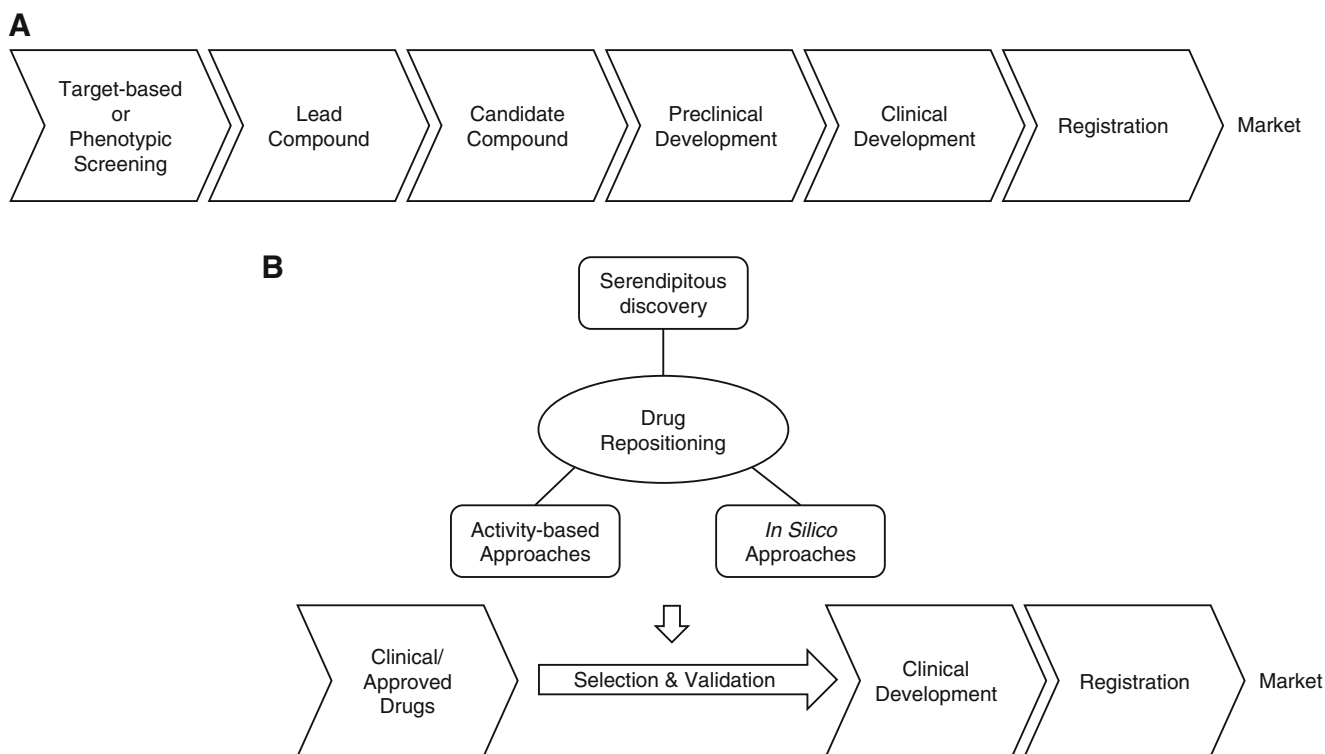 A
Target-based
or
Phenotypic
Screening
Lead
Compound
Candidate
Compound
Preclinical
Development
Clinical
Development
Registration
Market
B
Serendipitous
discovery
Drug
Repositioning
Activity-based
Approaches
In Silico
Approaches
Clinical/
Approved
Drugs
Selection & Validation
Clinical
Development
Registration
Market